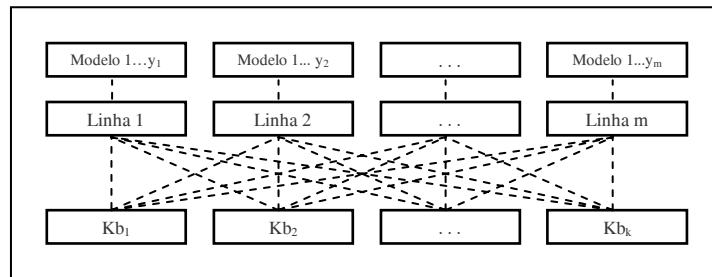 Modelo 1…y₁ Modelo 1... y₂ . . . Modelo 1...yₘ
Linha 1 Linha 2 . . . Linha m
Kb₁ Kb₂ . . . Kbₖ